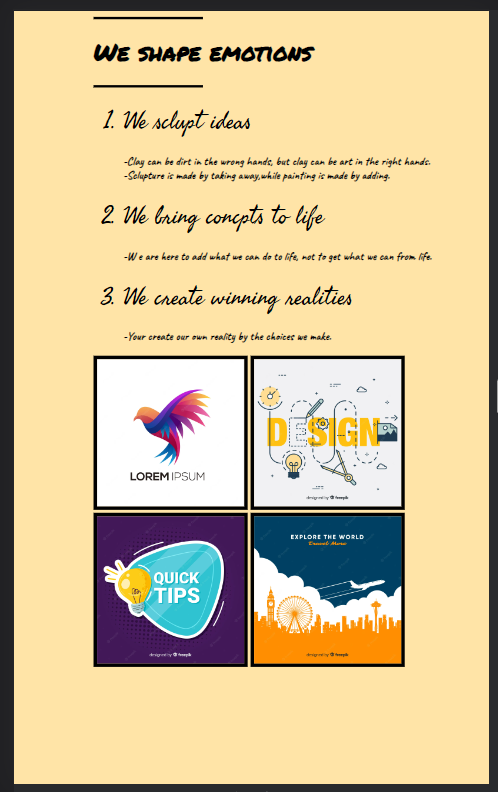 We shape emotions
1. We sclupt ideas
-Clay can be dirt in the wrong hands, but clay can be art in the right hands.
-Sclupture is made by taking away,while painting is made by adding.
2. We bring concpts to life
-W e are here to add what we can do to life, not to get what we can from life.
3. We create winning realities
-Your create our own reality by the choices we make.
LOREM IPSUM
DESIGN
designed by freepik
QUICK
TIPS
designed by freepik
EXPLORE THE WORLD
Travel More
designed by freepik